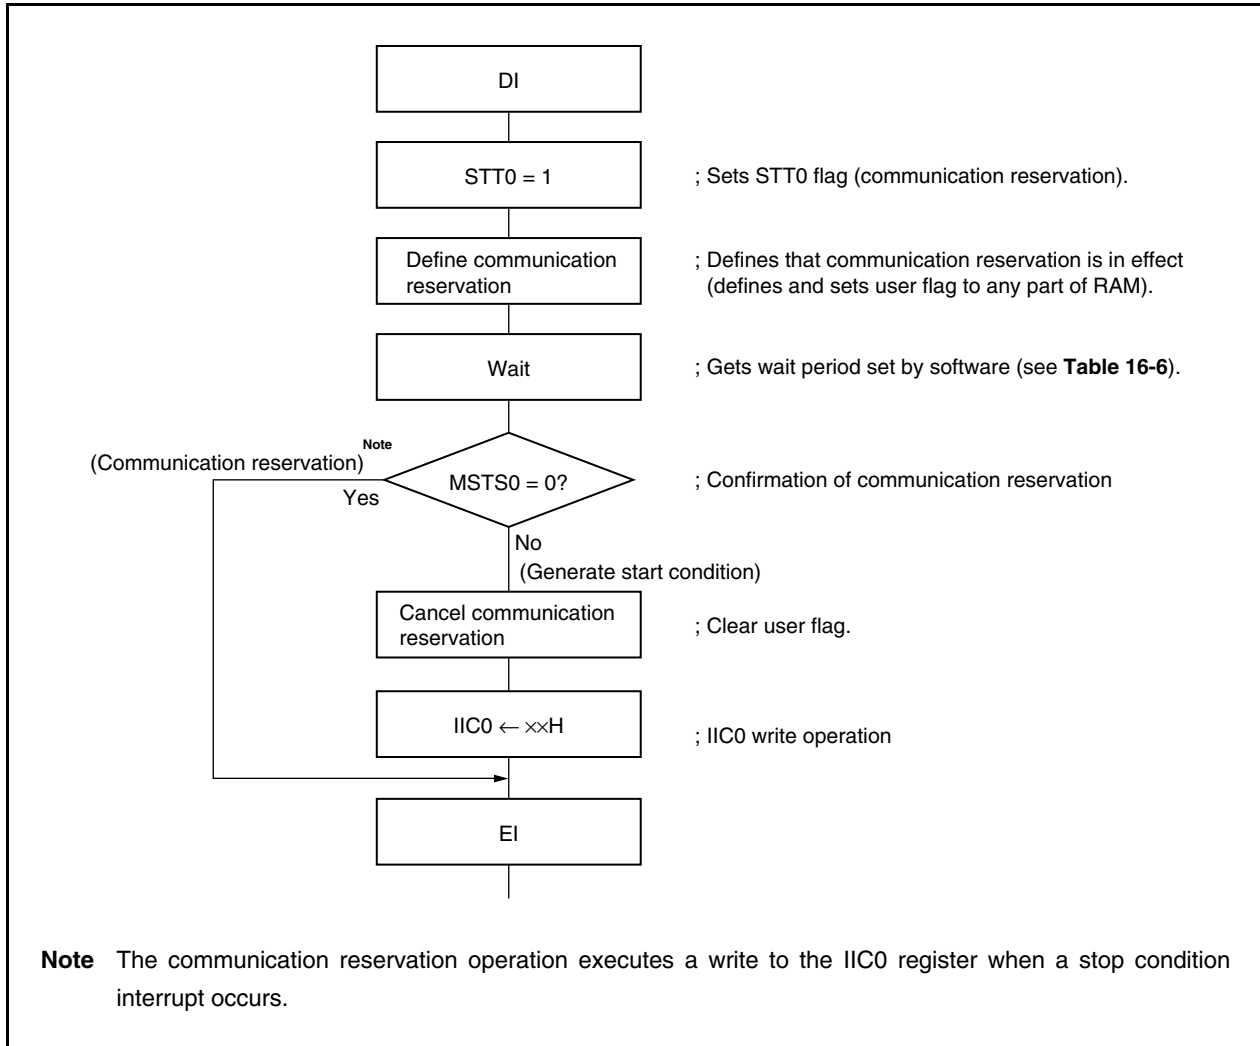 DI
STT0 = 1
; Sets STT0 flag (communication reservation).
Define communication
reservation
; Defines that communication reservation is in effect
(defines and sets user flag to any part of RAM).
Wait
; Gets wait period set by software (see Table 16-6).
(Communication reservation)Note
MSTS0 = 0?
; Confirmation of communication reservation
Yes
No
(Generate start condition)
Cancel communication
reservation
; Clear user flag.
IIC0 ← ××H
; IIC0 write operation
EI
Note The communication reservation operation executes a write to the IIC0 register when a stop condition
interrupt occurs.